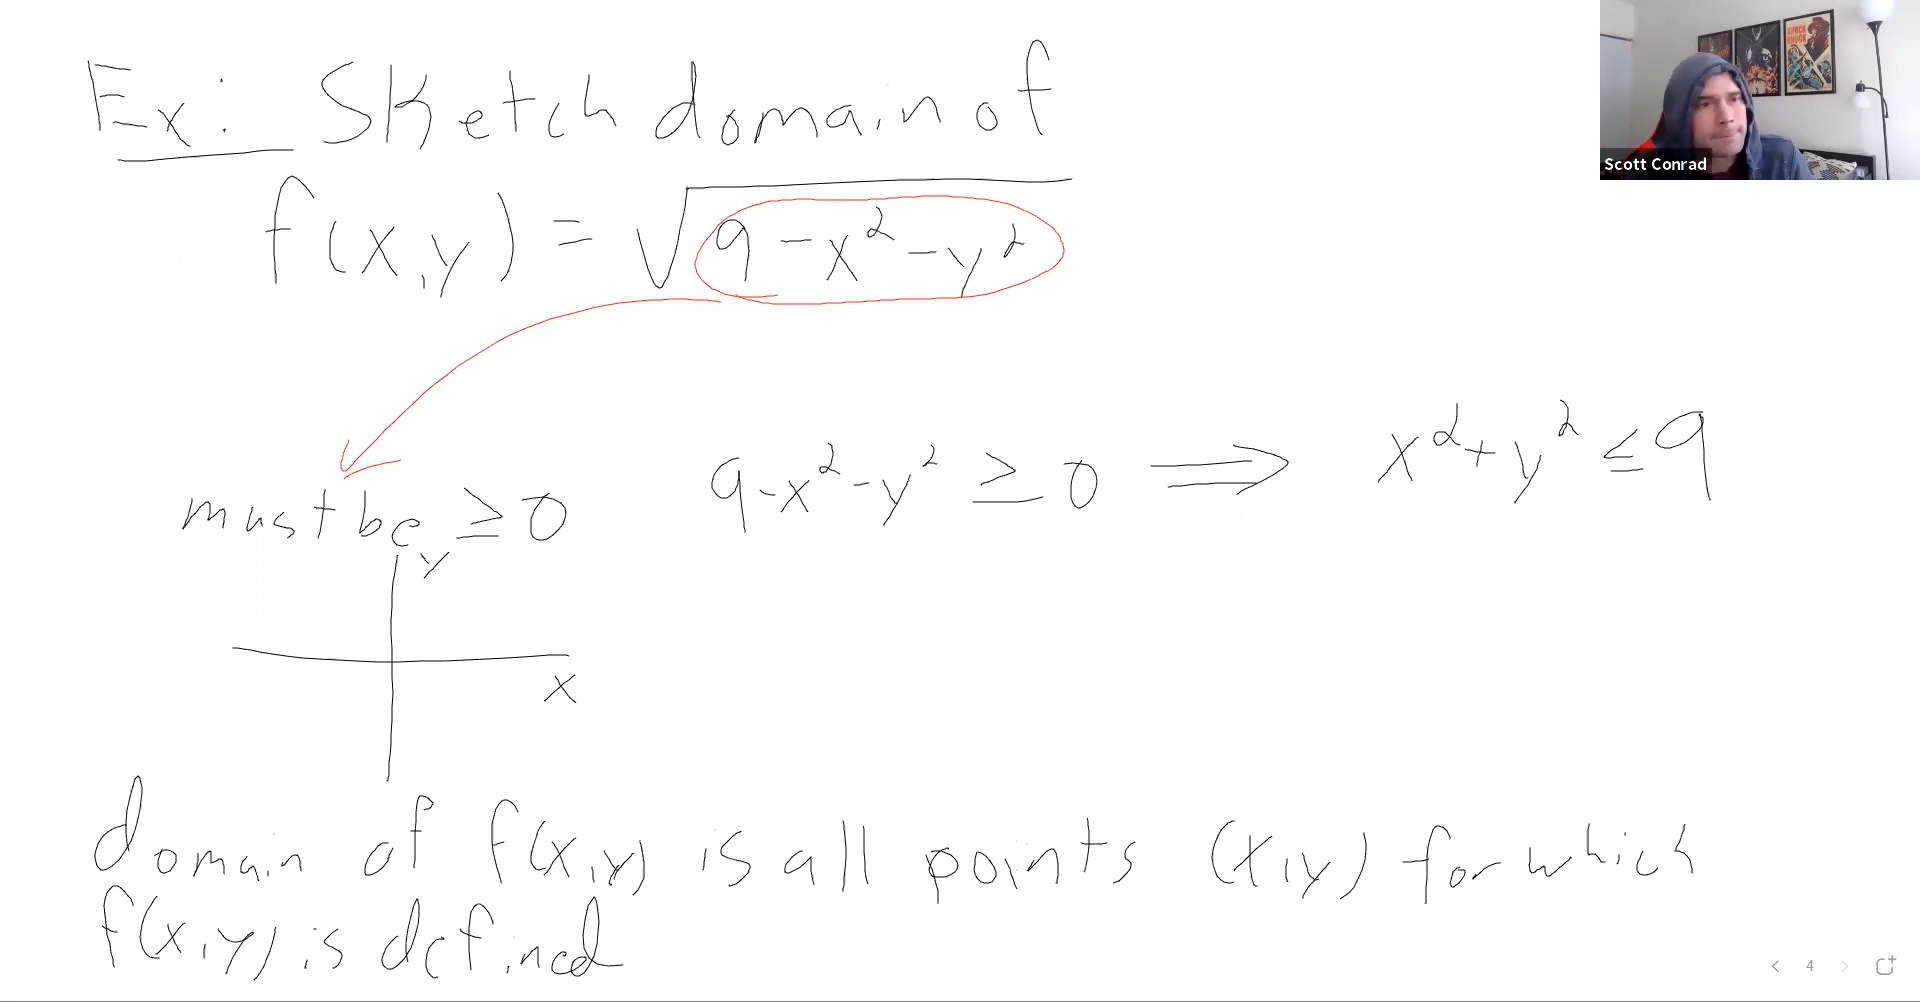 Ex: Sketch domain of
f(x,y) = √(9-x²-y²)
must be ≥ 0
9-x²-y² ≥ 0 ⟹ x²+y² ≤ 9
y
x
domain of f(x,y) is all points (x,y) for which
f(x,y) is defined
Scott Conrad
< 4 >